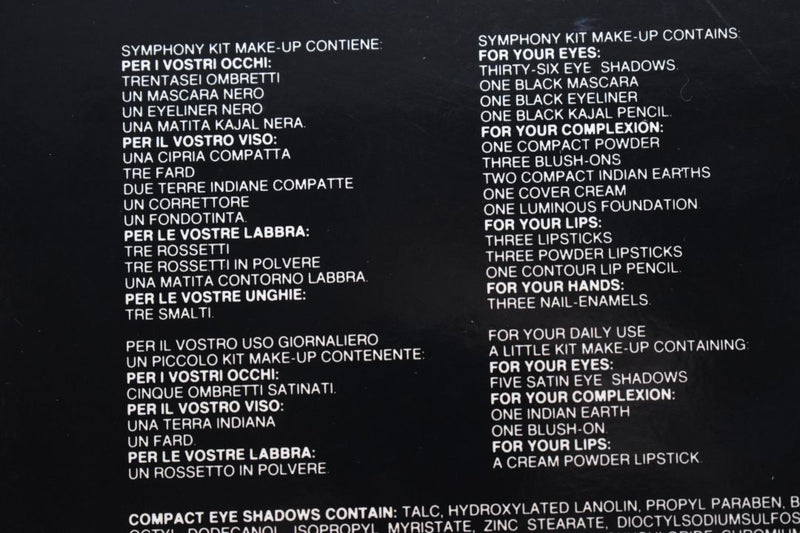 SYMPHONY KIT MAKE-UP CONTIENE:
PER I VOSTRI OCCHI:
TRENTASEI OMBRETTI
UN MASCARA NERO
UN EYELINER NERO
UNA MATITA KAJAL NERA.
PER IL VOSTRO VISO:
UNA CIPRIA COMPATTA
TRE FARD
DUE TERRE INDIANE COMPATTE
UN CORRETTORE
UN FONDOTINTA.
PER LE VOSTRE LABBRA:
TRE ROSSETTI
TRE ROSSETTI IN POLVERE
UNA MATITA CONTORNO LABBRA.
PER LE VOSTRE UNGHIE:
TRE SMALTI.
PER IL VOSTRO USO GIORNALIERO
UN PICCOLO KIT MAKE-UP CONTENENTE:
PER I VOSTRI OCCHI:
CINQUE OMBRETTI SATINATI.
PER IL VOSTRO VISO:
UNA TERRA INDIANA
UN FARD.
PER LE VOSTRE LABBRA:
UN ROSSETTO IN POLVERE.
SYMPHONY KIT MAKE-UP CONTAINS:
FOR YOUR EYES:
THIRTY-SIX EYE SHADOWS.
ONE BLACK MASCARA
ONE BLACK EYELINER
ONE BLACK KAJAL PENCIL.
FOR YOUR COMPLEXION:
ONE COMPACT POWDER
THREE BLUSH-ONS
TWO COMPACT INDIAN EARTHS
ONE COVER CREAM
ONE LUMINOUS FOUNDATION.
FOR YOUR LIPS:
THREE LIPSTICKS
THREE POWDER LIPSTICKS
ONE CONTOUR LIP PENCIL.
FOR YOUR HANDS:
THREE NAIL-ENAMELS.
FOR YOUR DAILY USE
A LITTLE KIT MAKE-UP CONTAINING:
FOR YOUR EYES:
FIVE SATIN EYE SHADOWS
FOR YOUR COMPLEXION:
ONE INDIAN EARTH
ONE BLUSH-ON.
FOR YOUR LIPS:
A CREAM POWDER LIPSTICK.
COMPACT EYE SHADOWS CONTAIN: TALC, HYDROXYLATED LANOLIN, PROPYL PARABEN, B
OCTYL DODECANOL, ISOPROPYL MYRISTATE, ZINC STEARATE, DIOCTYLSODIUMSULFOS